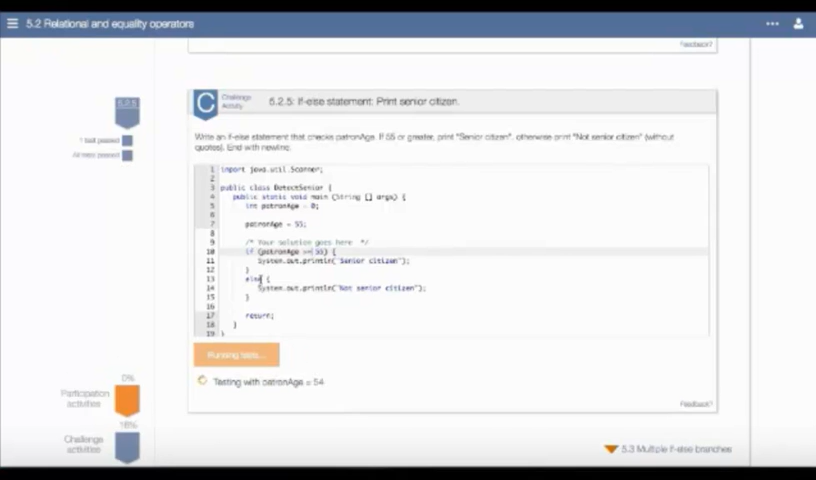 5.2 Relational and equality operators
Feedback?
5.2.5
1 test passed
All tests passed
C
Challenge
Activity
5.2.5: If-else statement: Print senior citizen.
Write an if-else statement that checks patronAge. If 55 or greater, print "Senior citizen", otherwise print "Not senior citizen" (without
quotes). End with newline.
1 import java.util.Scanner;
2
3 public class DetectSenior {
4 public static void main (String [] args) {
5 int patronAge = 0;
6
7 patronAge = 55;
8
9 /* Your solution goes here */
10 if (patronAge >= 55) {
11 System.out.println("Senior citizen");
12 }
13 else {
14 System.out.println("Not senior citizen");
15 }
16
17 return;
18 }
19 }
Running tests...
Testing with patronAge = 54
Feedback?
0%
Participation
activities
16%
Challenge
activities
5.3 Multiple if-else branches